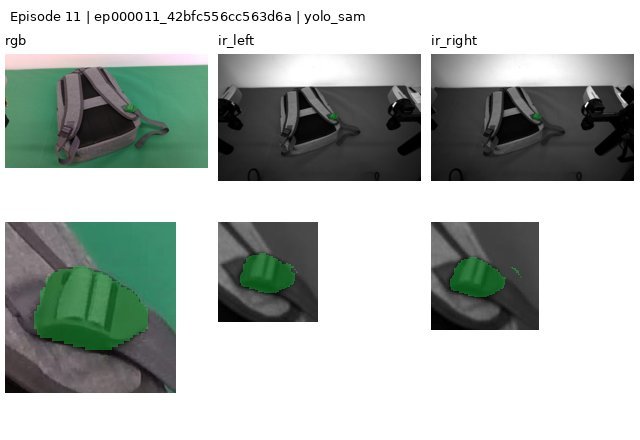 Episode 11 | ep000011_42bfc556cc563d6a | yolo_sam
rgb
ir_left
ir_right